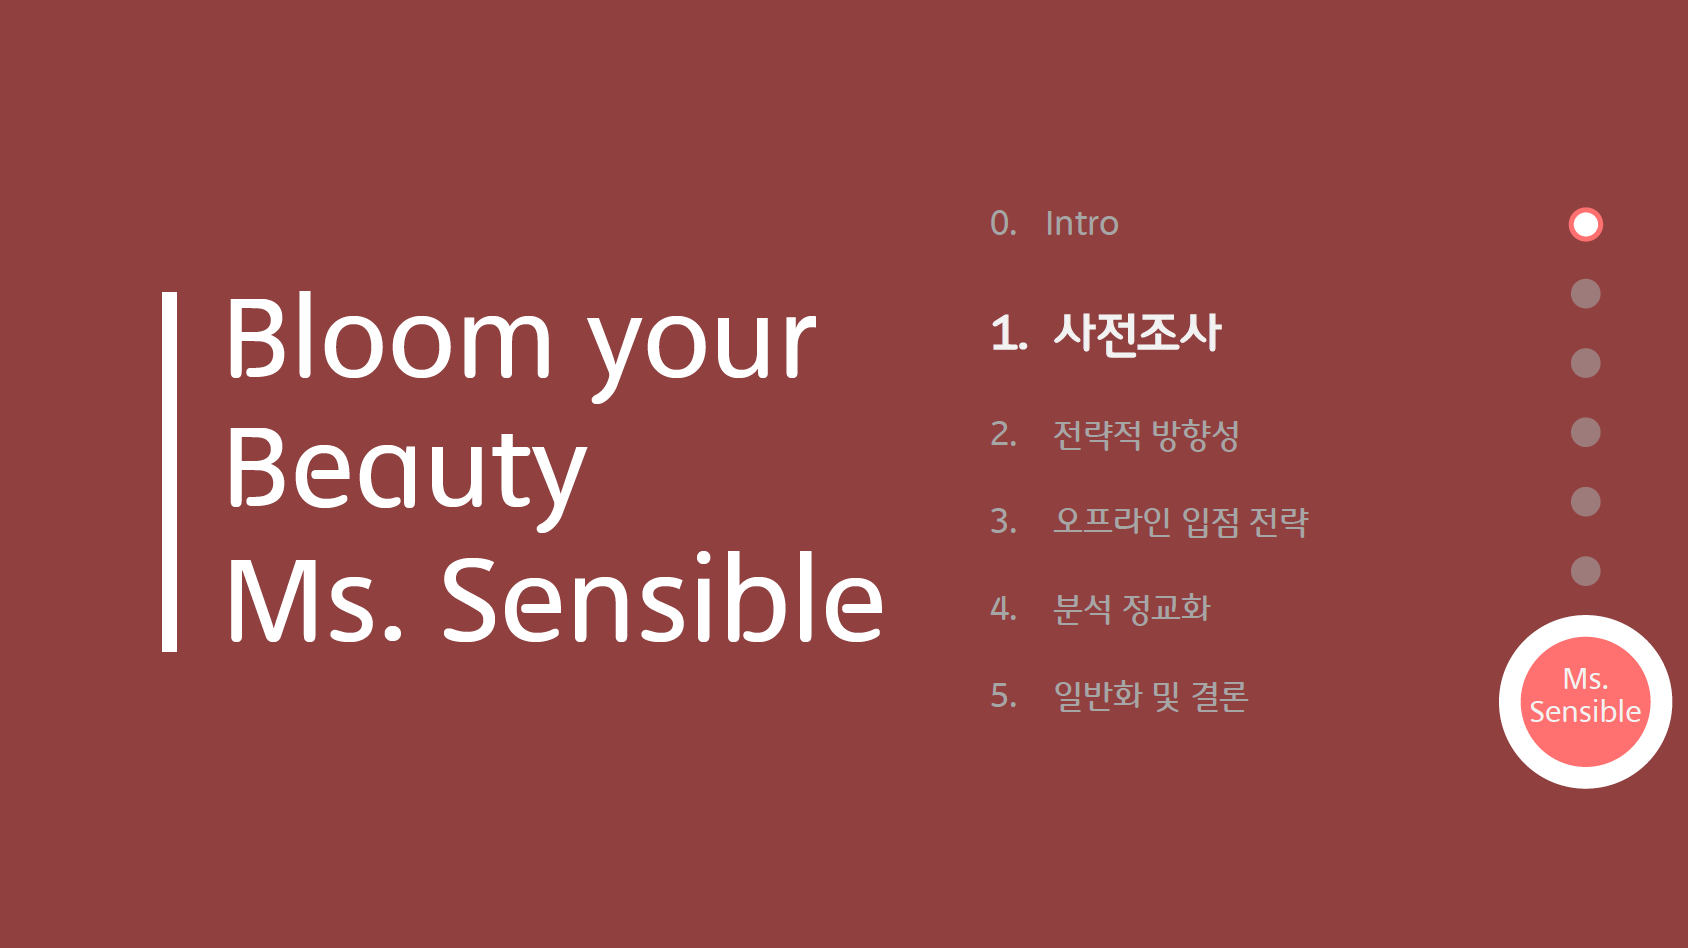 Bloom your
Beauty
Ms. Sensible
0. Intro
1. 사전조사
2. 전략적 방향성
3. 오프라인 입점 전략
4. 분석 정교화
5. 일반화 및 결론
Ms.
Sensible